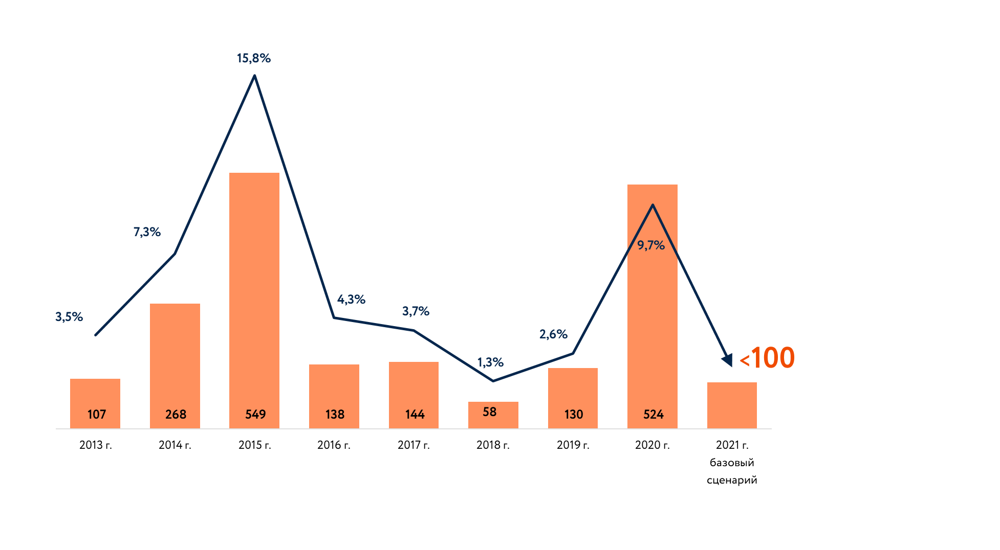 15,8%
7,3%
9,7%
4,3%
3,7%
3,5%
2,6%
1,3%
<100
107
268
549
138
144
58
130
524
2013 г.
2014 г.
2015 г.
2016 г.
2017 г.
2018 г.
2019 г.
2020 г.
2021 г.
базовый
сценарий